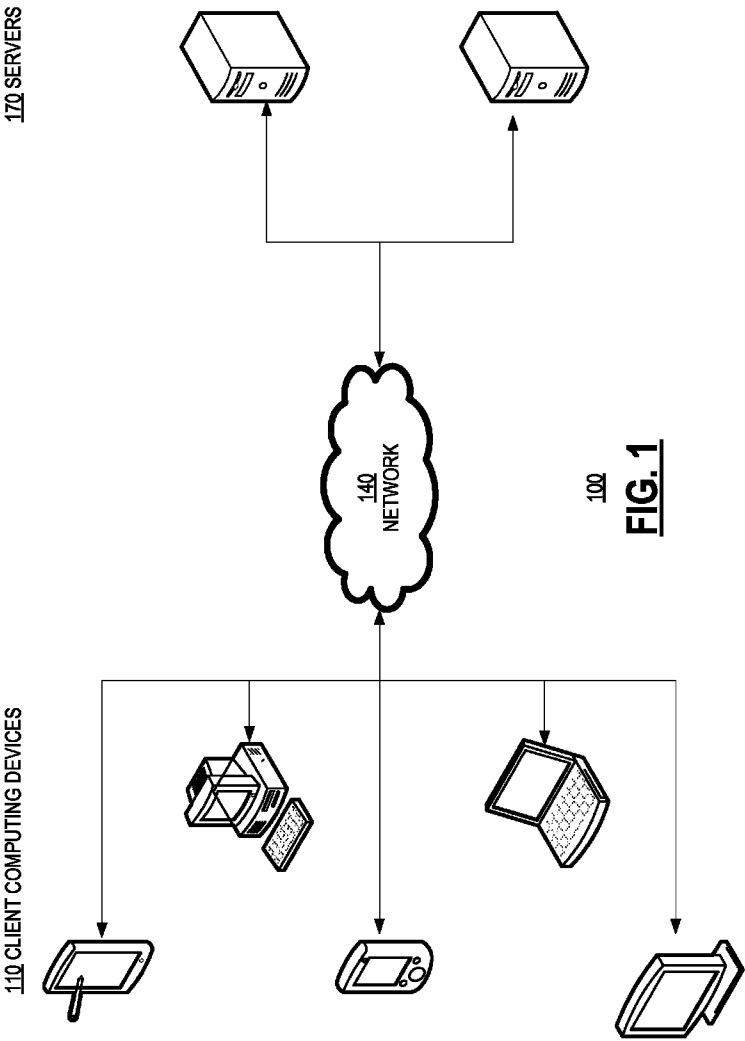 110 CLIENT COMPUTING DEVICES
170 SERVERS
140
NETWORK
100
FIG. 1